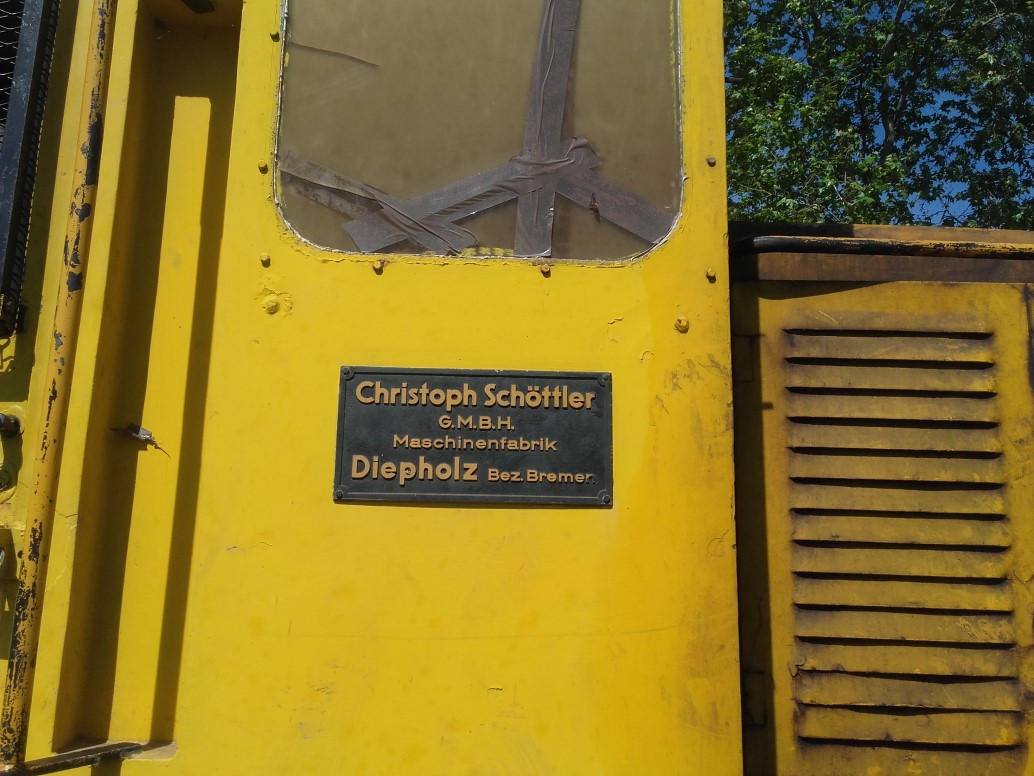 Christoph Schöttler
G.M.B.H.
Maschinenfabrik
Diepholz Bez. Bremen